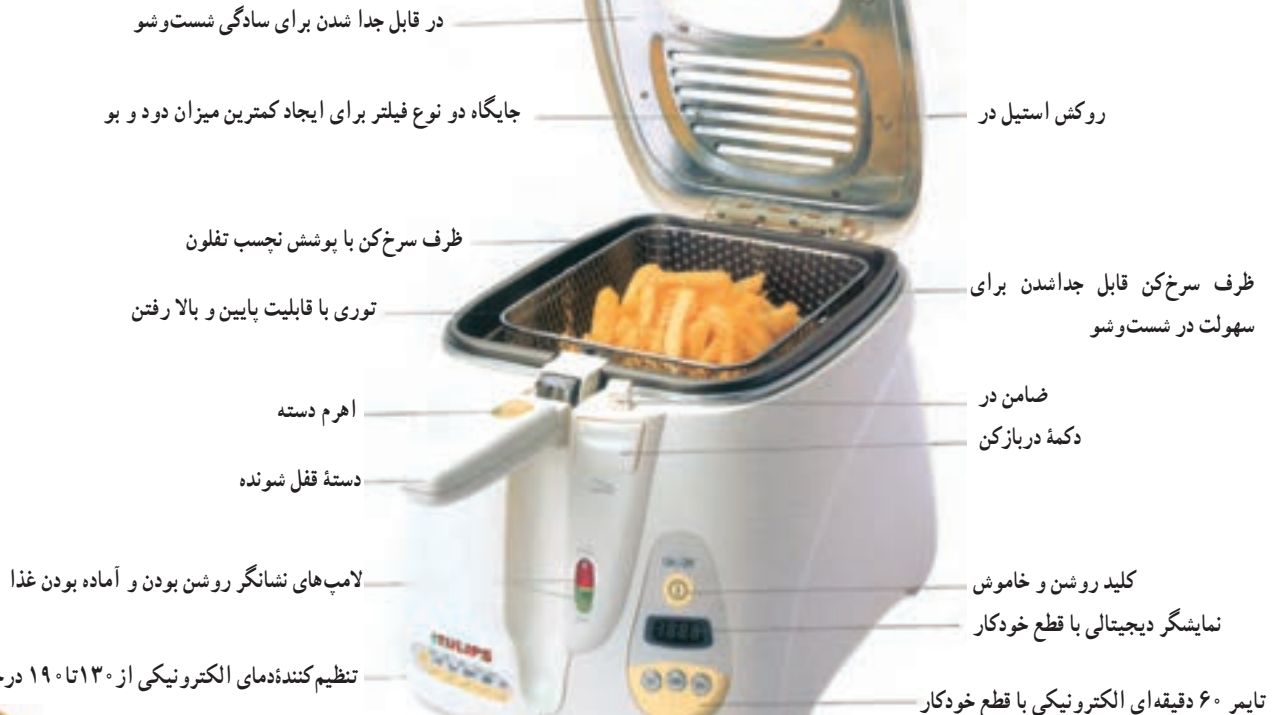 در قابل جدا شدن برای سادگی شست‌وشو
جایگاه دو نوع فیلتر برای ایجاد کمترین میزان دود و بو
روکش استیل در
ظرف سرخ‌کن با پوشش نچسب تفلون
ظرف سرخ‌کن قابل جداشدن برای
سهولت در شست‌وشو
توری با قابلیت پایین و بالا رفتن
ضامن در
اهرم دسته
دکمهٔ دربازکن
دستهٔ قفل شونده
لامپ‌های نشانگر روشن بودن و آماده بودن غذا
کلید روشن و خاموش
نمایشگر دیجیتالی با قطع خودکار
TULIPS
تنظیم‌کنندهٔ دمای الکترونیکی از ۱۳۰ تا ۱۹۰
تایمر ۶۰ دقیقه‌ای الکترونیکی با قطع خودکار